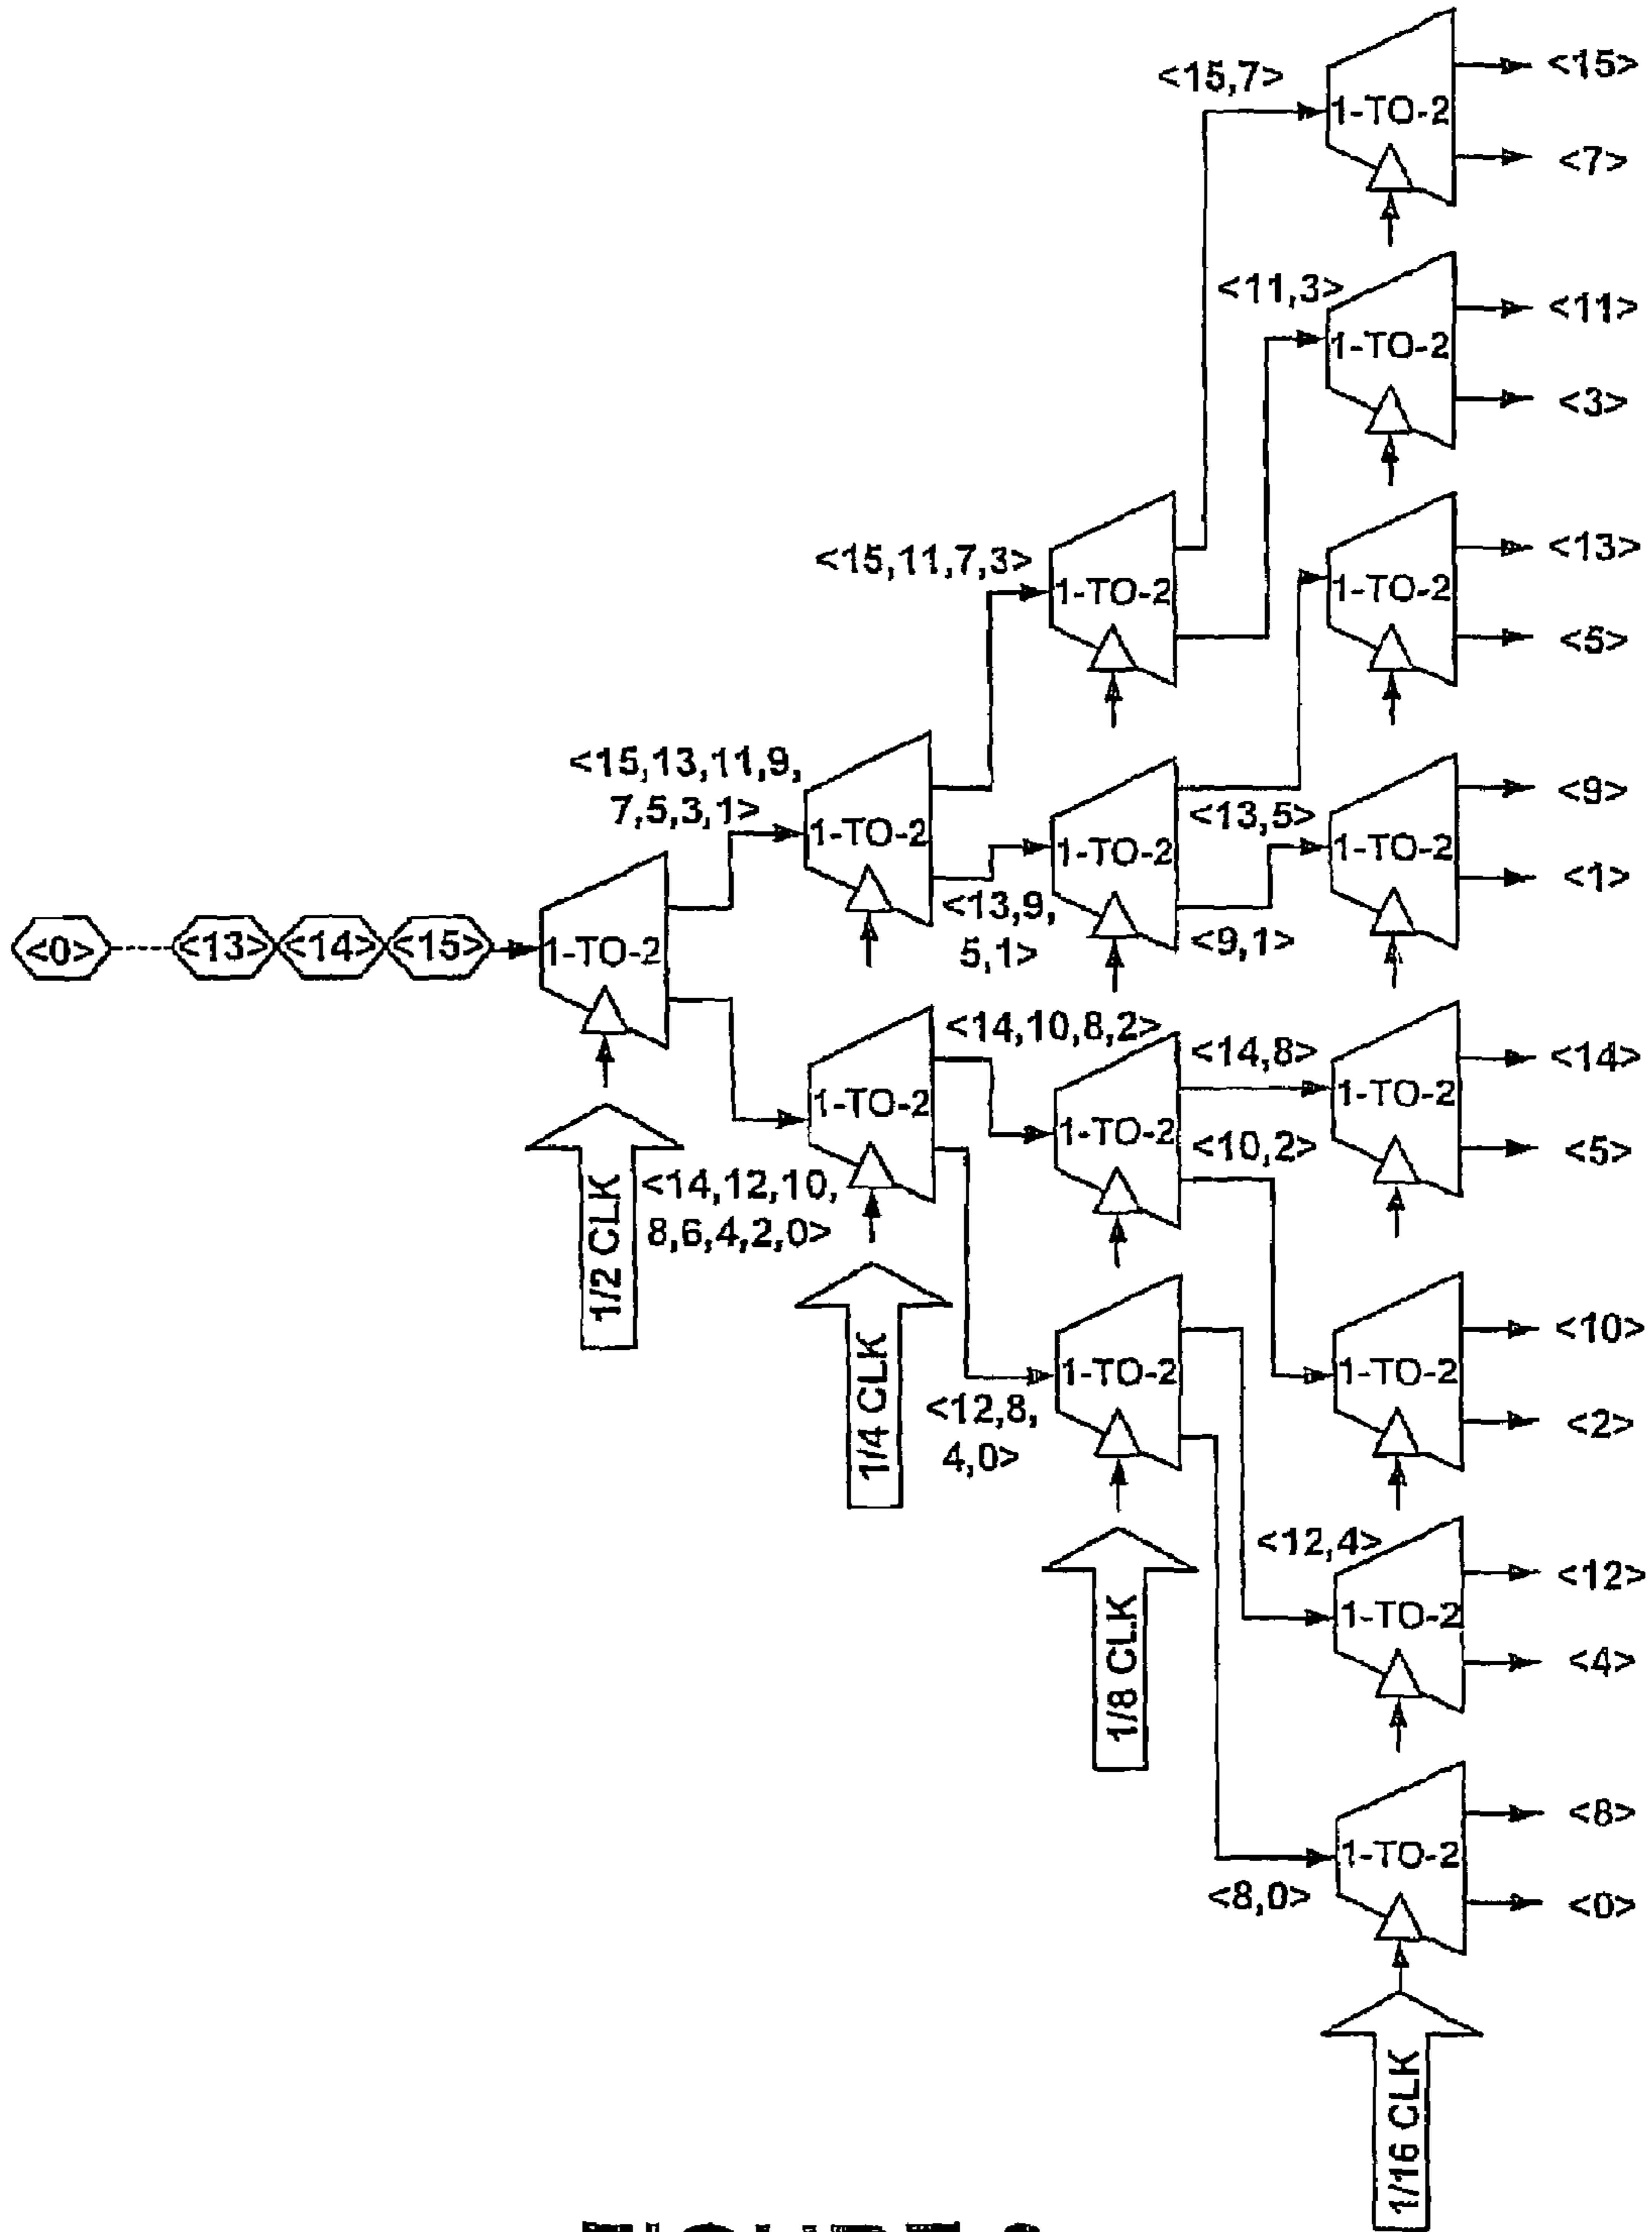 <15,7>
1-TO-2
<15>
<7>
<11,3>
1-TO-2
<11>
<3>
<15,11,7,3>
1-TO-2
1-TO-2
<13>
<5>
<15,13,11,9,
7,5,3,1>
1-TO-2
<13,9,
5,1>
1-TO-2
<13,5>
<9,1>
1-TO-2
<9>
<1>
<0>
<13>
<14>
<15>
1-TO-2
<14,12,10,
8,6,4,2,0>
1-TO-2
<14,10,8,2>
1-TO-2
<14,8>
<10,2>
1-TO-2
<14>
<5>
1/2 CLK
1/4 CLK
<12,8,
4,0>
1-TO-2
1-TO-2
<10>
<2>
1/8 CLK
<12,4>
1-TO-2
<12>
<4>
<8,0>
1-TO-2
<8>
<0>
1/16 CLK